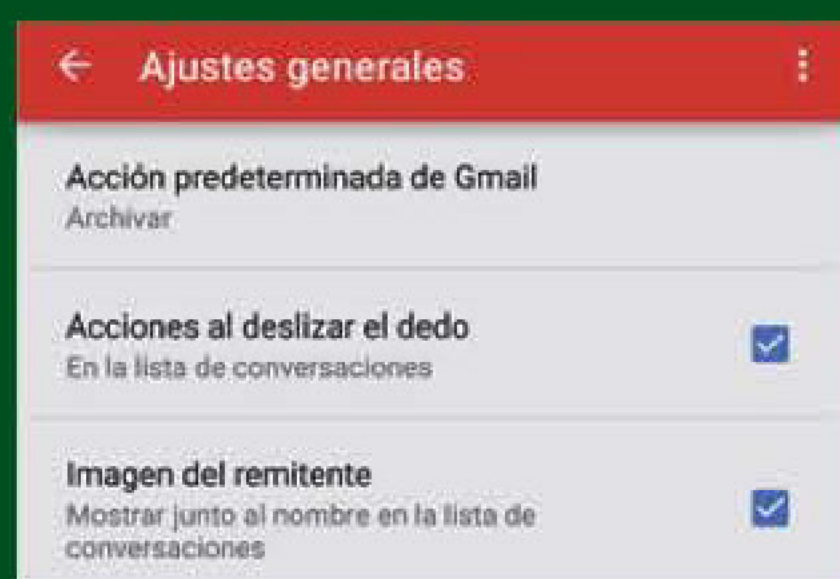 Ajustes generales
Acción predeterminada de Gmail
Archivar
Acciones al deslizar el dedo
En la lista de conversaciones
Imagen del remitente
Mostrar junto al nombre en la lista de
conversaciones